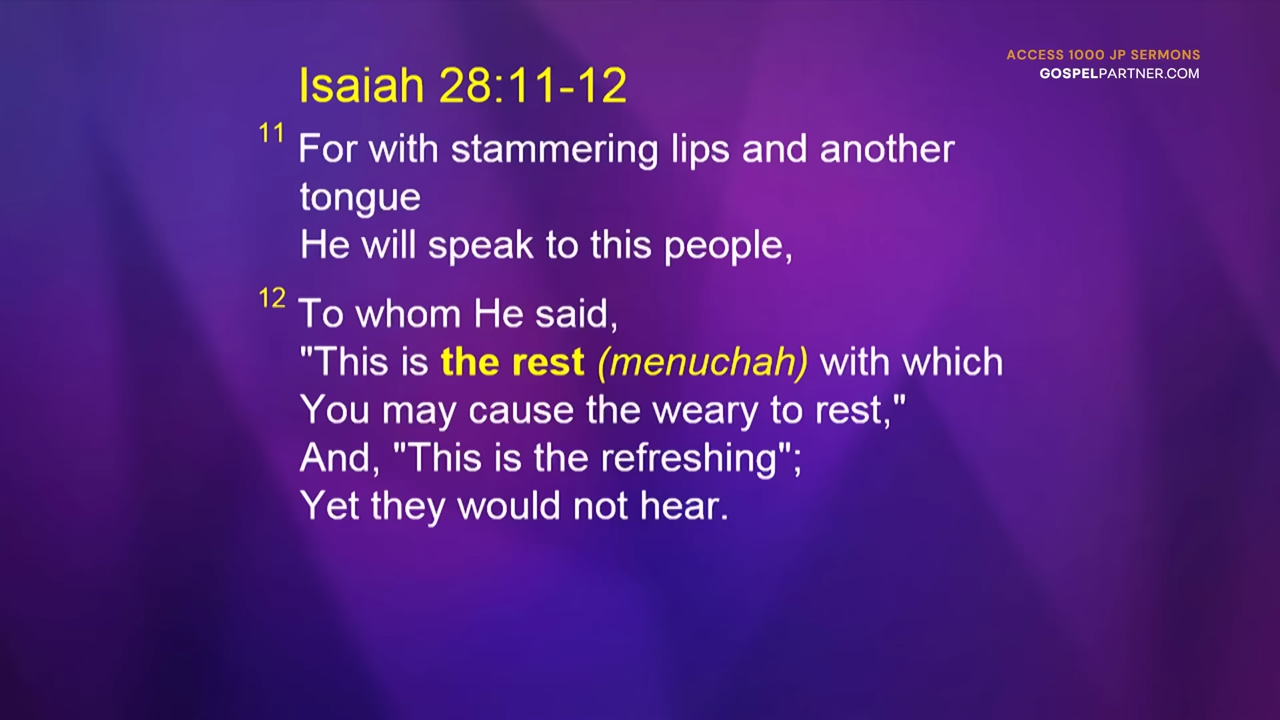 ACCESS 1000 JP SERMONS
GOSPELPARTNER.COM
Isaiah 28:11-12
11 For with stammering lips and another
tongue
He will speak to this people,
12 To whom He said,
"This is the rest (menuchah) with which
You may cause the weary to rest,"
And, "This is the refreshing";
Yet they would not hear.